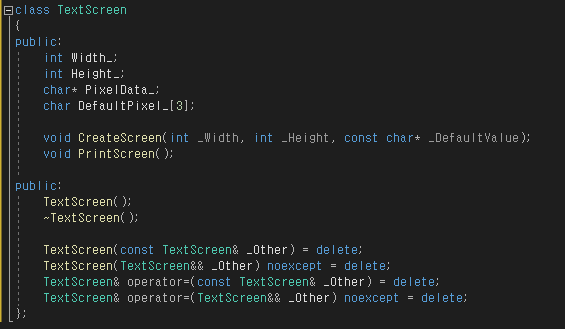 class TextScreen
{
public:
int Width_;
int Height_;
char* PixelData_;
char DefaultPixel_[3];
void CreateScreen(int _Width, int _Height, const char* _DefaultValue);
void PrintScreen();
public:
TextScreen();
~TextScreen();
TextScreen(const TextScreen& _Other) = delete;
TextScreen(TextScreen&& _Other) noexcept = delete;
TextScreen& operator=(const TextScreen& _Other) = delete;
TextScreen& operator=(TextScreen&& _Other) noexcept = delete;
};